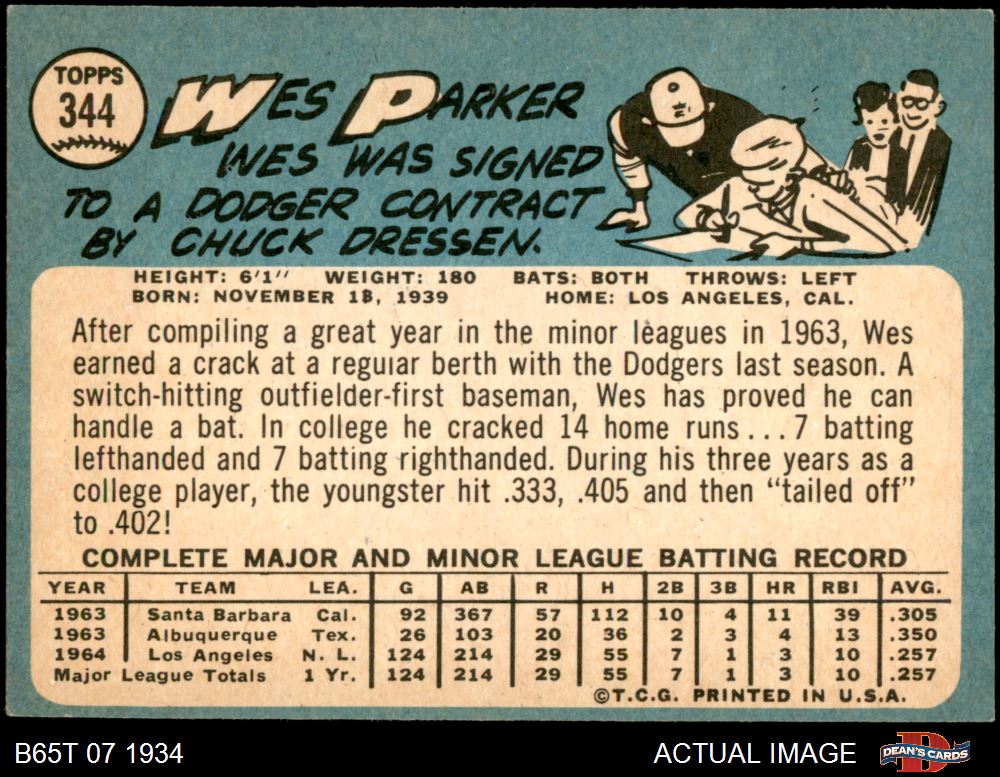 TOPPS
344
WES PARKER
WES WAS SIGNED
TO A DODGER CONTRACT
BY CHUCK DRESSEN.
HEIGHT: 6'1" WEIGHT: 180 BATS: BOTH THROWS: LEFT
BORN: NOVEMBER 13, 1939 HOME: LOS ANGELES, CAL.
After compiling a great year in the minor leagues in 1963, Wes
earned a crack at a regular berth with the Dodgers last season. A
switch-hitting outfielder-first baseman, Wes has proved he can
handle a bat. In college he cracked 14 home runs...7 batting
lefthanded and 7 batting righthanded. During his three years as a
college player, the youngster hit .333, .405 and then "tailed off"
to .402!
COMPLETE MAJOR AND MINOR LEAGUE BATTING RECORD
YEAR TEAM LEA. G AB R H 2B 3B HR RBI AVG.
1963 Santa Barbara Cal. 92 367 57 112 10 4 11 39 .305
1963 Albuquerque Tex. 26 103 20 36 2 3 4 13 .350
1964 Los Angeles N. L. 124 214 29 55 7 1 3 10 .257
Major League Totals 1 Yr. 124 214 29 55 7 1 3 10 .257
©T.C.G. PRINTED IN U.S.A.
B65T 07 1934 ACTUAL IMAGE DEAN'S CARDS